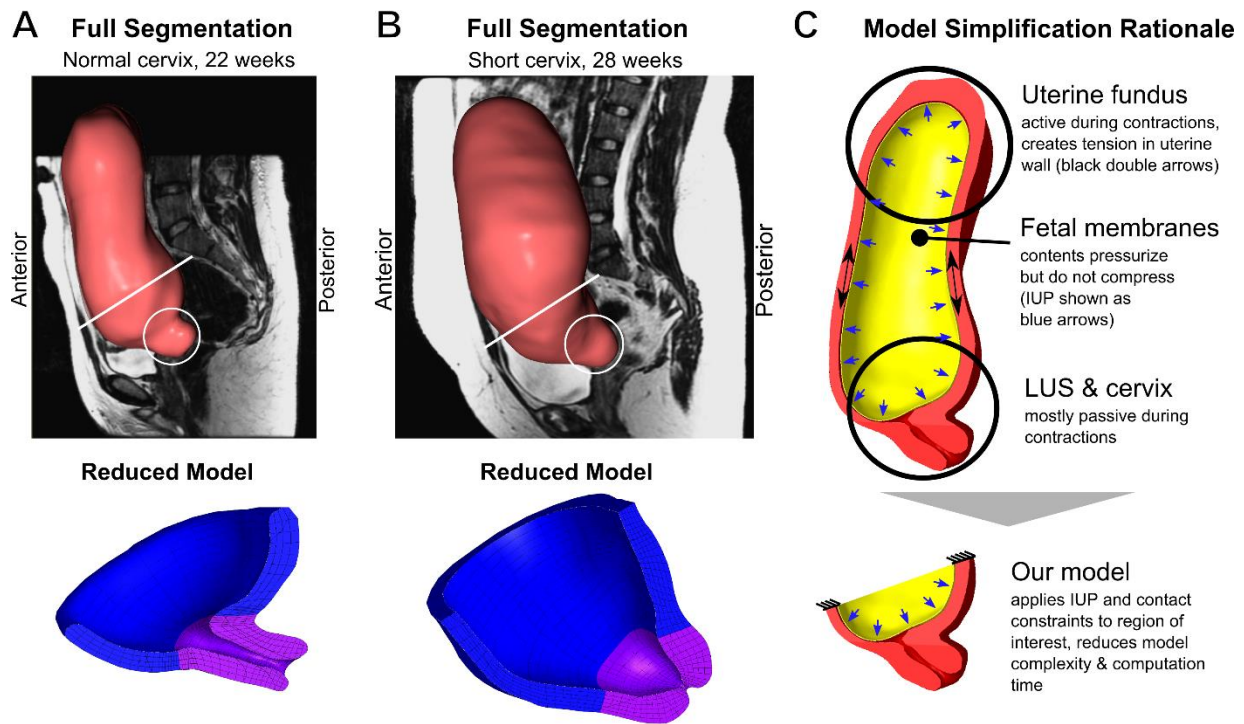 A
Full Segmentation
Normal cervix, 22 weeks
Anterior
Posterior
Reduced Model
B
Full Segmentation
Short cervix, 28 weeks
Anterior
Posterior
Reduced Model
C
Model Simplification Rationale
Uterine fundus
active during contractions,
creates tension in uterine
wall (black double arrows)
Fetal membranes
contents pressurize
but do not compress
(IUP shown as
blue arrows)
LUS & cervix
mostly passive during
contractions
Our model
applies IUP and contact
constraints to region of
interest, reduces model
complexity & computation
time